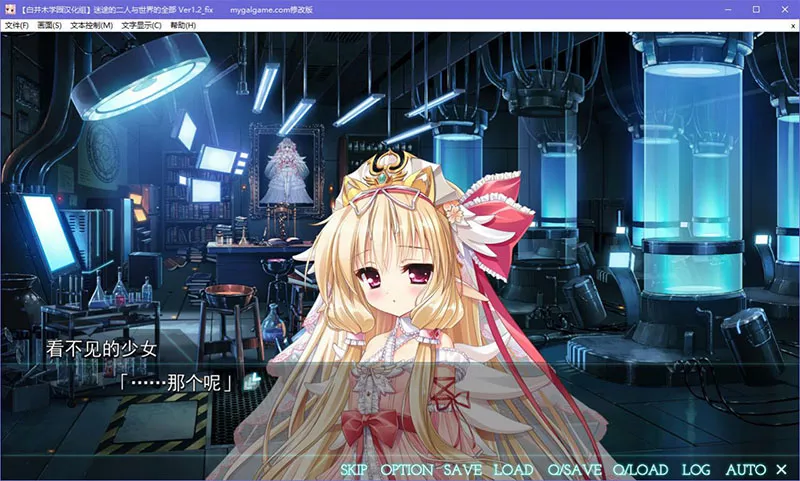 【白井木学园汉化组】迷途的二人与世界的全部 Ver1.2_fix mygalgame.com修改版
文件(F) 画面(S) 文本控制(M) 文字显示(C) 帮助(H)
看不见的少女
「……那个呢」
SKIP OPTION SAVE LOAD Q/SAVE Q/LOAD LOG AUTO